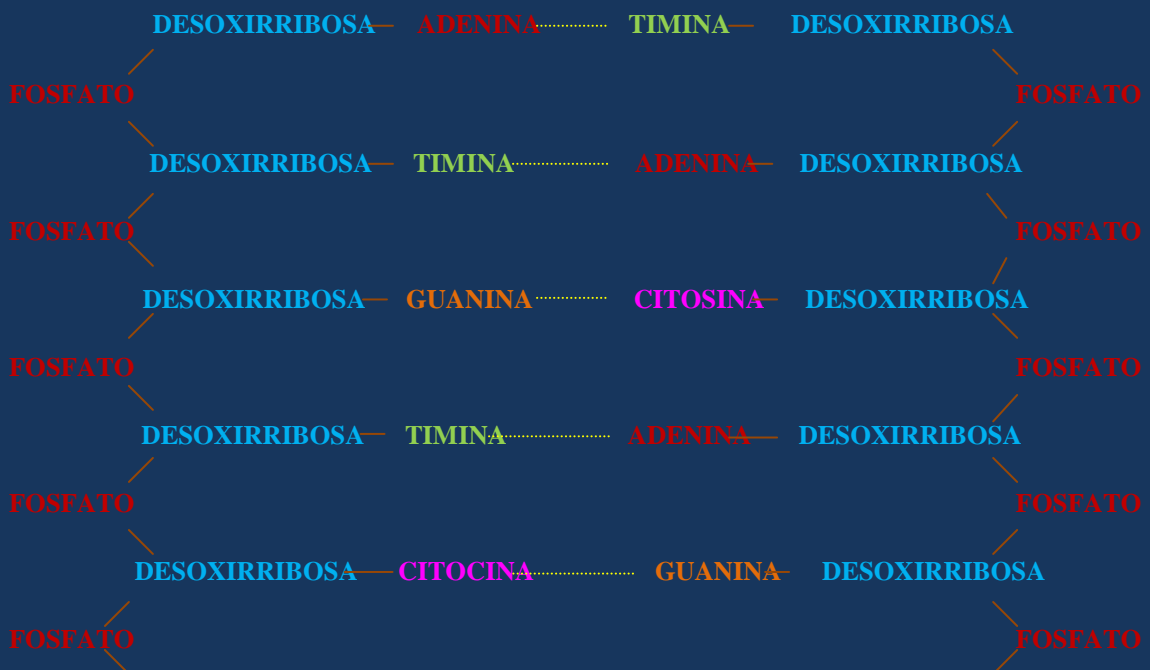 DESOXIRRIBOSA ADENINA TIMINA DESOXIRRIBOSA
FOSFATO FOSFATO
DESOXIRRIBOSA TIMINA ADENINA DESOXIRRIBOSA
FOSFATO FOSFATO
DESOXIRRIBOSA GUANINA CITOSINA DESOXIRRIBOSA
FOSFATO FOSFATO
DESOXIRRIBOSA TIMINA ADENINA DESOXIRRIBOSA
FOSFATO FOSFATO
DESOXIRRIBOSA CITOCINA GUANINA DESOXIRRIBOSA
FOSFATO FOSFATO